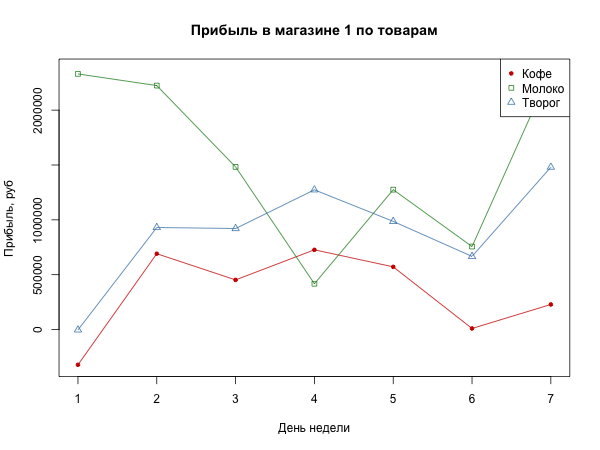 Прибыль в магазине 1 по товарам
Кофе
Молоко
Творог
Прибыль, руб
2000000
1000000
500000
0
1 2 3 4 5 6 7
День недели